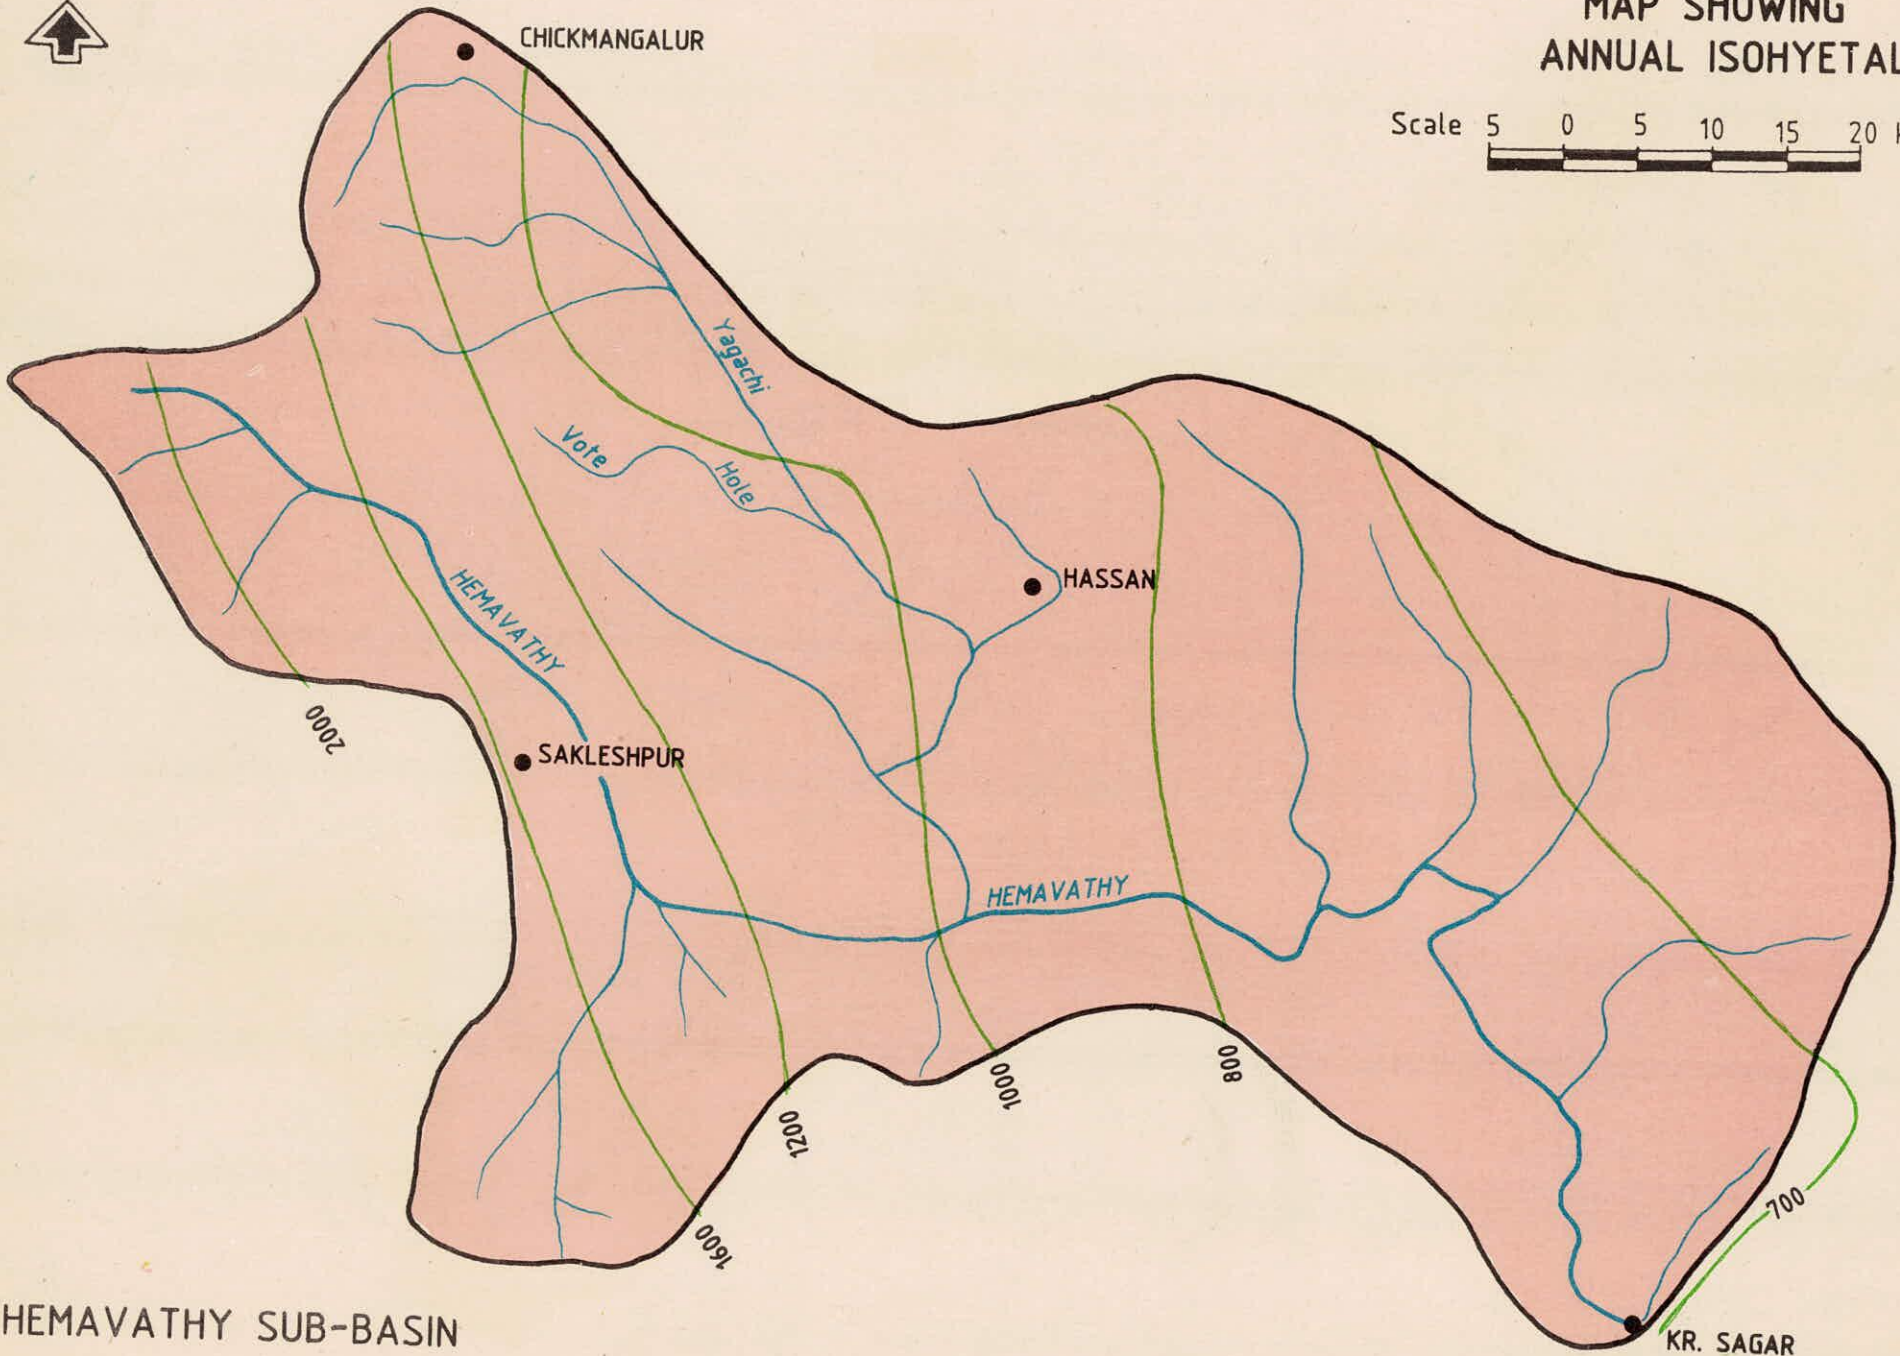 MAP SHOWING
ANNUAL ISOHYETAL
Scale 5 0 5 10 15 20
CHICKMANGALUR
Yagachi
Vote Hole
HEMAVATHY
HASSAN
SAKLESHPUR
2000
HEMAVATHY
800
1000
1200
1600
700
HEMAVATHY SUB-BASIN
KR. SAGAR